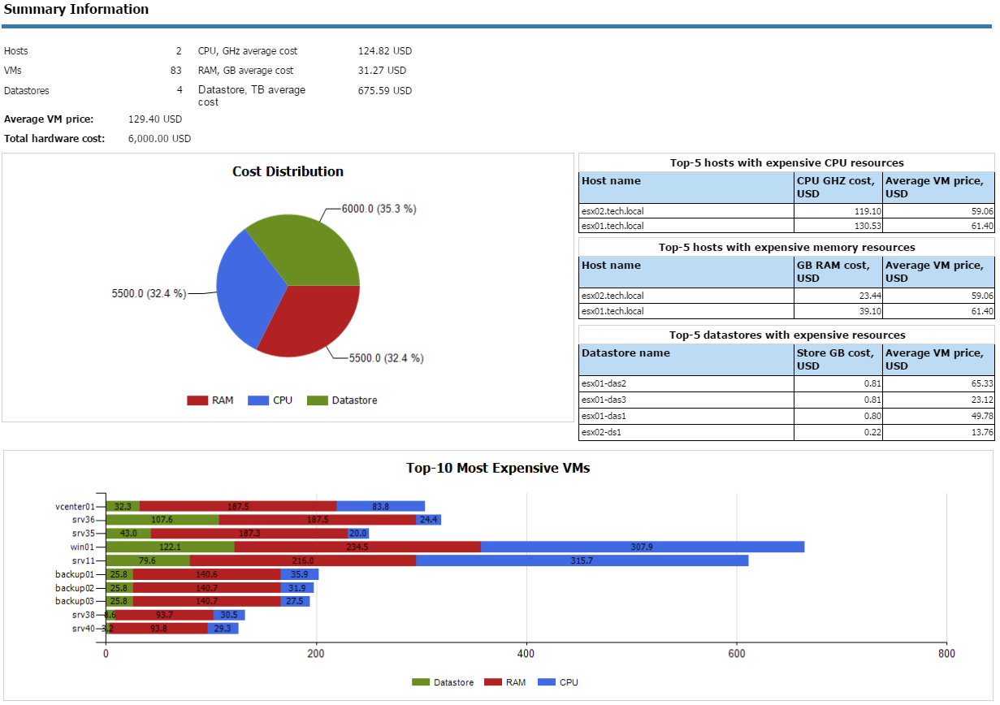 Summary Information
Hosts 2 CPU, GHz average cost 124.82 USD
VMs 83 RAM, GB average cost 31.27 USD
Datastores 4 Datastore, TB average 675.59 USD
cost
Average VM price: 129.40 USD
Total hardware cost: 6,000.00 USD
Cost Distribution
6000.0 (35.3 %)
5500.0 (32.4 %)
5500.0 (32.4 %)
RAM CPU Datastore
Top-5 hosts with expensive CPU resources
Host name CPU GHZ cost, Average VM price,
USD USD
esx02.tech.local 119.10 59.06
esx01.tech.local 130.53 61.40
Top-5 hosts with expensive memory resources
Host name GB RAM cost, Average VM price,
USD USD
esx02.tech.local 23.44 59.06
esx01.tech.local 39.10 61.40
Top-5 datastores with expensive resources
Datastore name Store GB cost, Average VM price,
USD USD
esx01-das2 0.81 65.33
esx01-das3 0.81 23.12
esx01-das1 0.80 49.78
esx02-ds1 0.22 13.76
Top-10 Most Expensive VMs
vcenter01 32.3 187.5 83.8
srv36 107.6 187.5 24.4
srv35 43.0 187.3 20.0
win01 122.1 234.5 307.9
srv11 79.6 216.0 315.7
backup01 25.8 140.6 35.9
backup02 25.8 140.7 31.9
backup03 25.8 140.7 27.5
srv38 8.6 93.7 30.5
srv40 3.2 93.8 29.3
0 200 400 600 800
Datastore RAM CPU